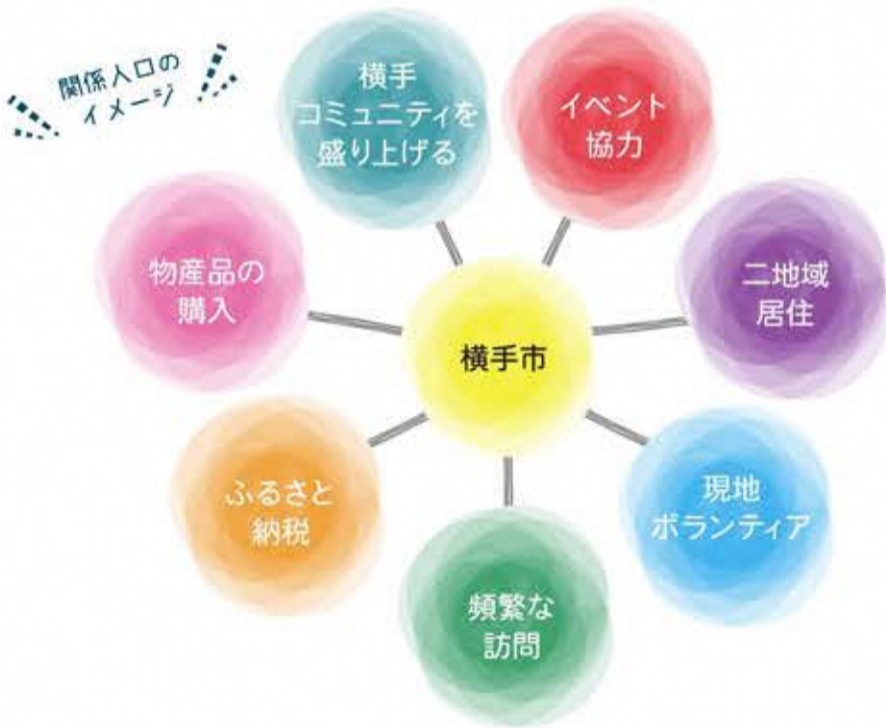 関係人口の
イメージ
横手
コミュニティを
盛り上げる
イベント
協力
物産品の
購入
二地域
居住
横手市
ふるさと
納税
現地
ボランティア
頻繁な
訪問